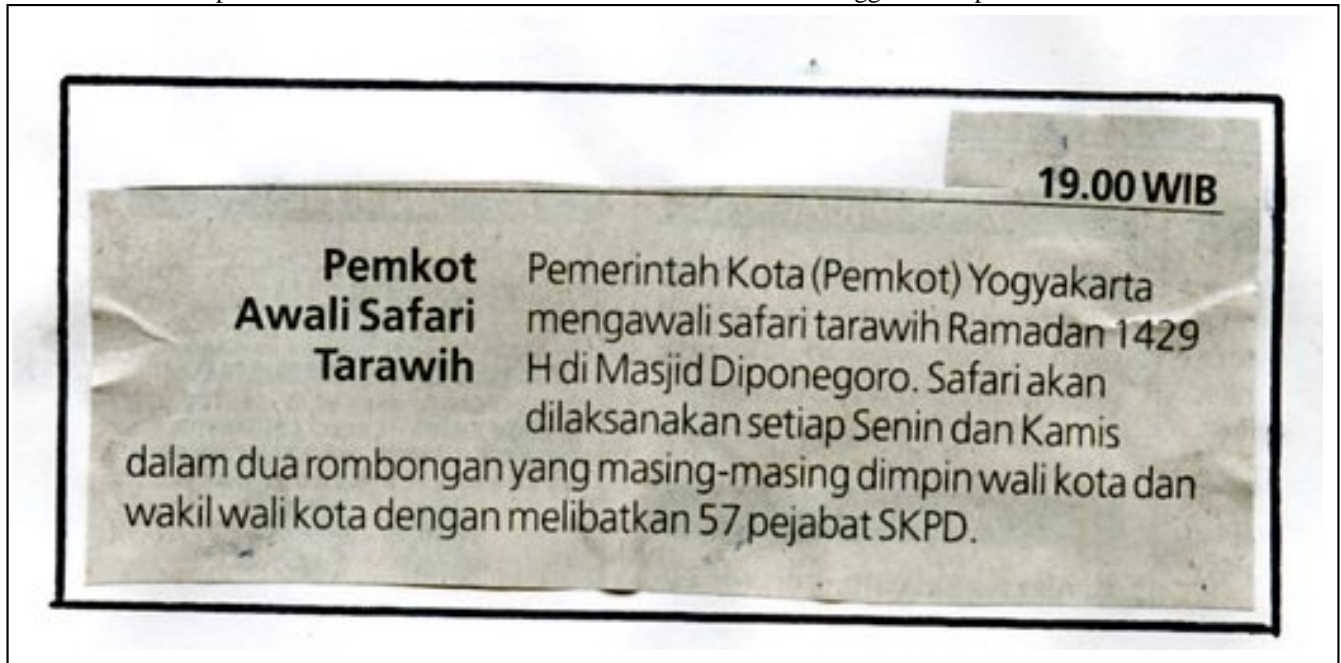 19.00 WIB
Pemkot
Awali Safari
Tarawih
Pemerintah Kota (Pemkot) Yogyakarta
mengawali safari tarawih Ramadan 1429
H di Masjid Diponegoro. Safari akan
dilaksanakan setiap Senin dan Kamis
dalam dua rombongan yang masing-masing dimpin wali kota dan
wakil wali kota dengan melibatkan 57 pejabat SKPD.